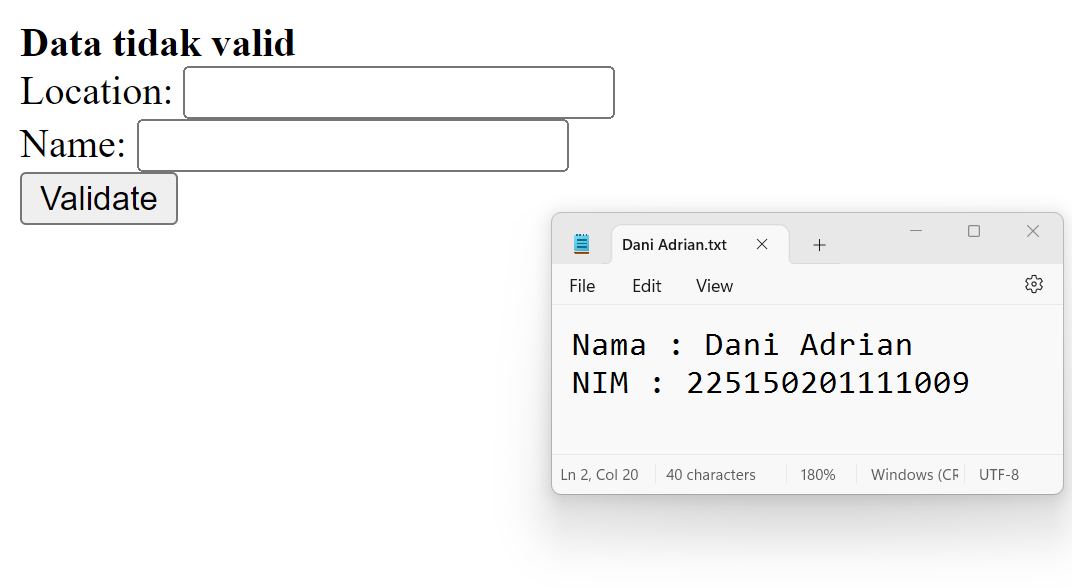 Data tidak valid
Location:
Name:
Validate
Dani Adrian.txt
File Edit View
Nama : Dani Adrian
NIM : 225150201111009
Ln 2, Col 20 40 characters 180% Windows (CR UTF-8